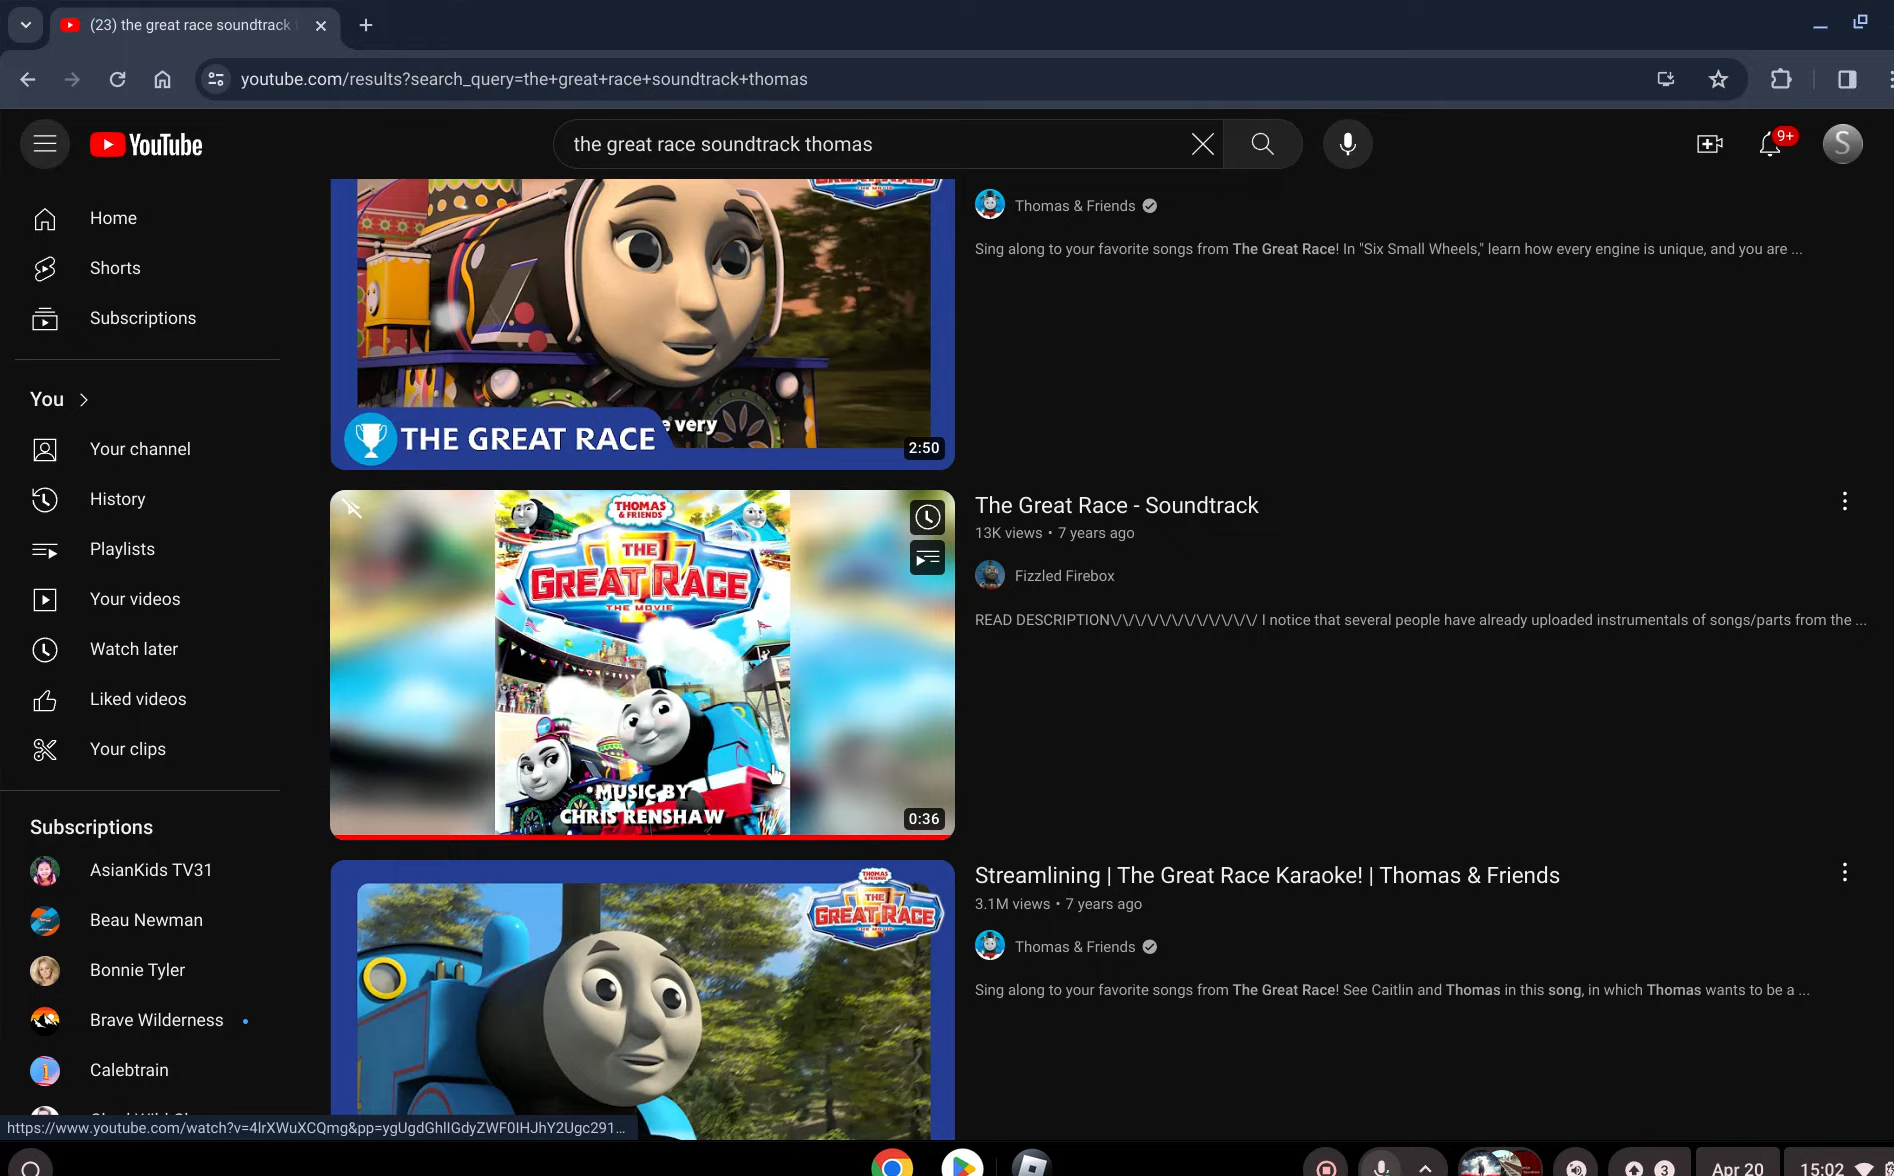 (23) the great race soundtrack
youtube.com/results?search_query=the+great+race+soundtrack+thomas
YouTube
the great race soundtrack thomas
9+
S
Home
Shorts
Subscriptions
You
Your channel
History
Playlists
Your videos
Watch later
Liked videos
Your clips
Subscriptions
AsianKids TV31
Beau Newman
Bonnie Tyler
Brave Wilderness
Calebtrain
THE MOVIE
very
THE GREAT RACE
2:50
Thomas & Friends
Sing along to your favorite songs from The Great Race! In "Six Small Wheels," learn how every engine is unique, and you are ...
THOMAS
& FRIENDS
THE
GREAT RACE
THE MOVIE
MUSIC BY
CHRIS RENSHAW
0:36
The Great Race - Soundtrack
13K views • 7 years ago
Fizzled Firebox
READ DESCRIPTION\/\/\/\/\/\/\/\/\/\/\/\/ I notice that several people have already uploaded instrumentals of songs/parts from the ...
THOMAS
& FRIENDS
THE
GREAT RACE
THE MOVIE
Streamlining | The Great Race Karaoke! | Thomas & Friends
3.1M views • 7 years ago
Thomas & Friends
Sing along to your favorite songs from The Great Race! See Caitlin and Thomas in this song, in which Thomas wants to be a ...
https://www.youtube.com/watch?v=4lrXWuXCQmg&pp=ygUgdGhlIGdyZWF0IHJhY2Ugc291...
3
Apr 20
15:02